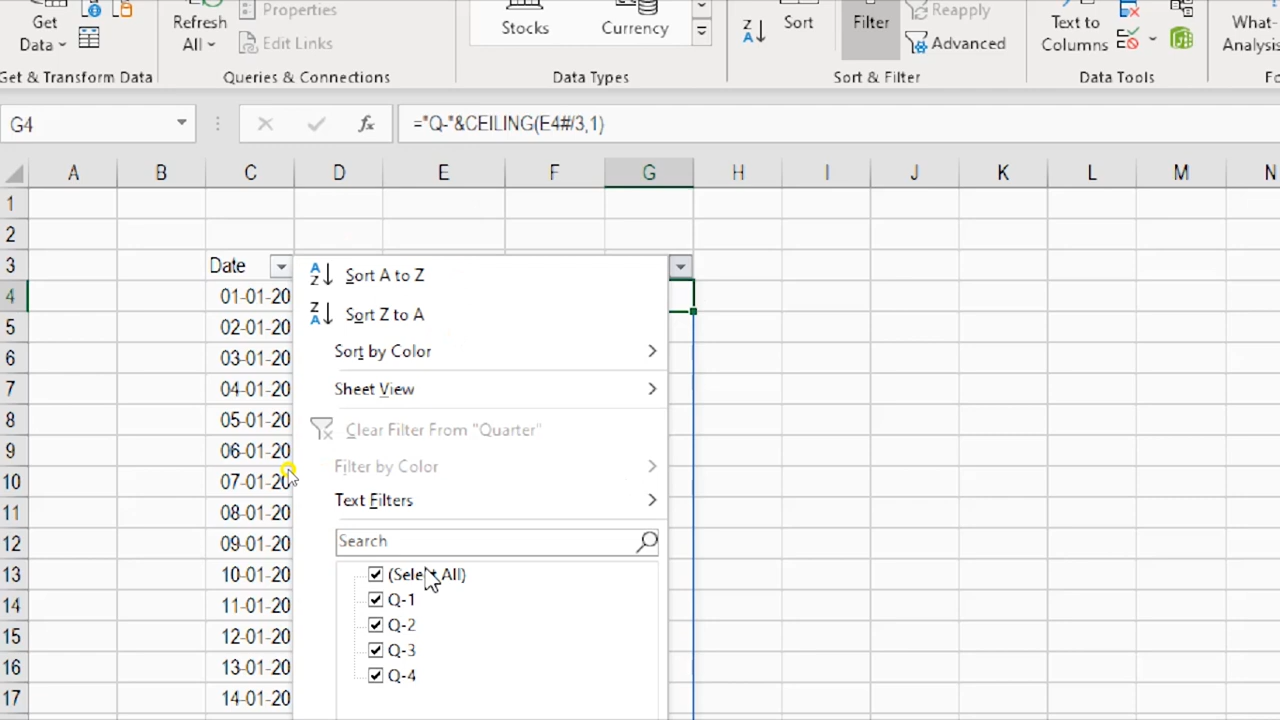 Get
Data
Refresh
All
Properties
Edit Links
Stocks
Currency
Sort
Filter
Reapply
Advanced
Text to
Columns
What-
Analysis
Get & Transform Data
Queries & Connections
Data Types
Sort & Filter
Data Tools
Fo
G4
fx
="Q-"&CEILING(E4#/3,1)
A B C D E F G H I J K L M N
1
2
3 Date
4 01-01-20
5 02-01-20
6 03-01-20
7 04-01-20
8 05-01-20
9 06-01-20
10 07-01-20
11 08-01-20
12 09-01-20
13 10-01-20
14 11-01-20
15 12-01-20
16 13-01-20
17 14-01-20
Sort A to Z
Sort Z to A
Sort by Color
Sheet View
Clear Filter From "Quarter"
Filter by Color
Text Filters
Search
(Select All)
Q-1
Q-2
Q-3
Q-4